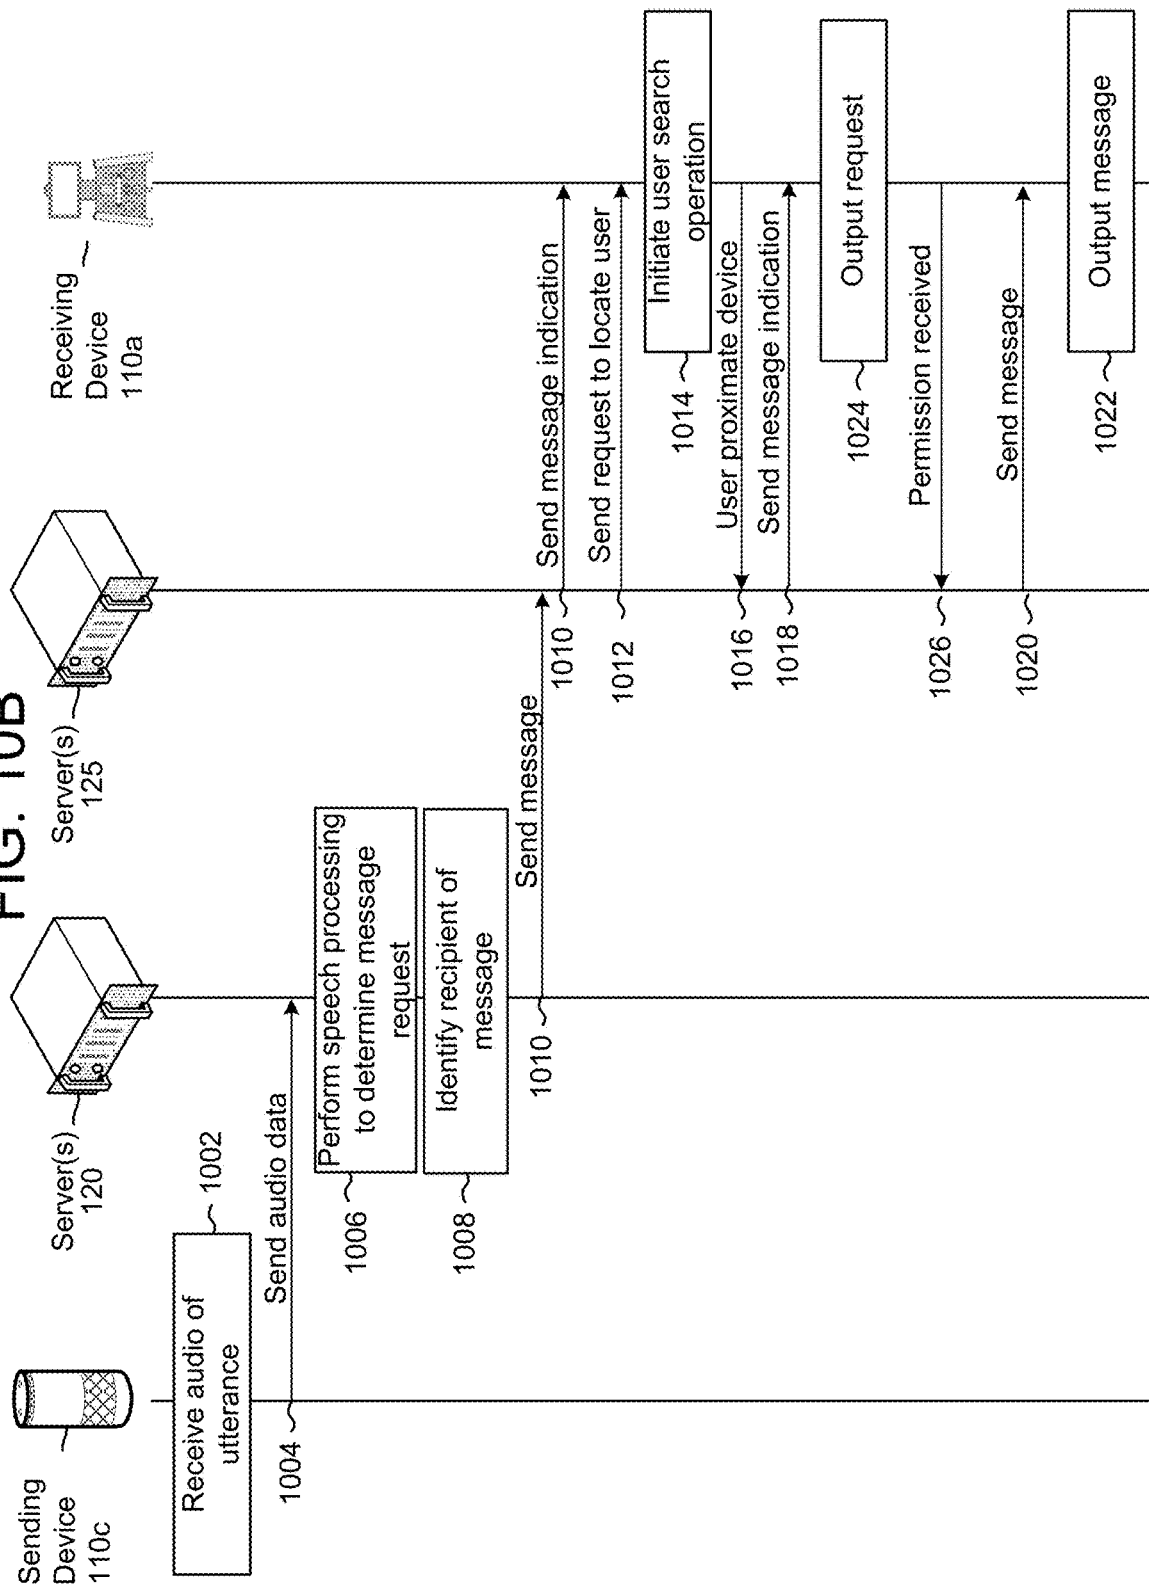 FIG. 10B
Sending
Device
110c
Server(s)
120
Server(s)
125
Receiving
Device
110a
Receive audio of
utterance
1002
Send audio data
1004
Perform speech processing
to determine message
request
1006
Identify recipient of
message
1008
Send message
1010
Send message indication
1010
Send request to locate user
1012
Initiate user search
operation
1014
User proximate device
1016
Send message indication
1018
Output request
1024
Permission received
1026
Send message
1020
Output message
1022